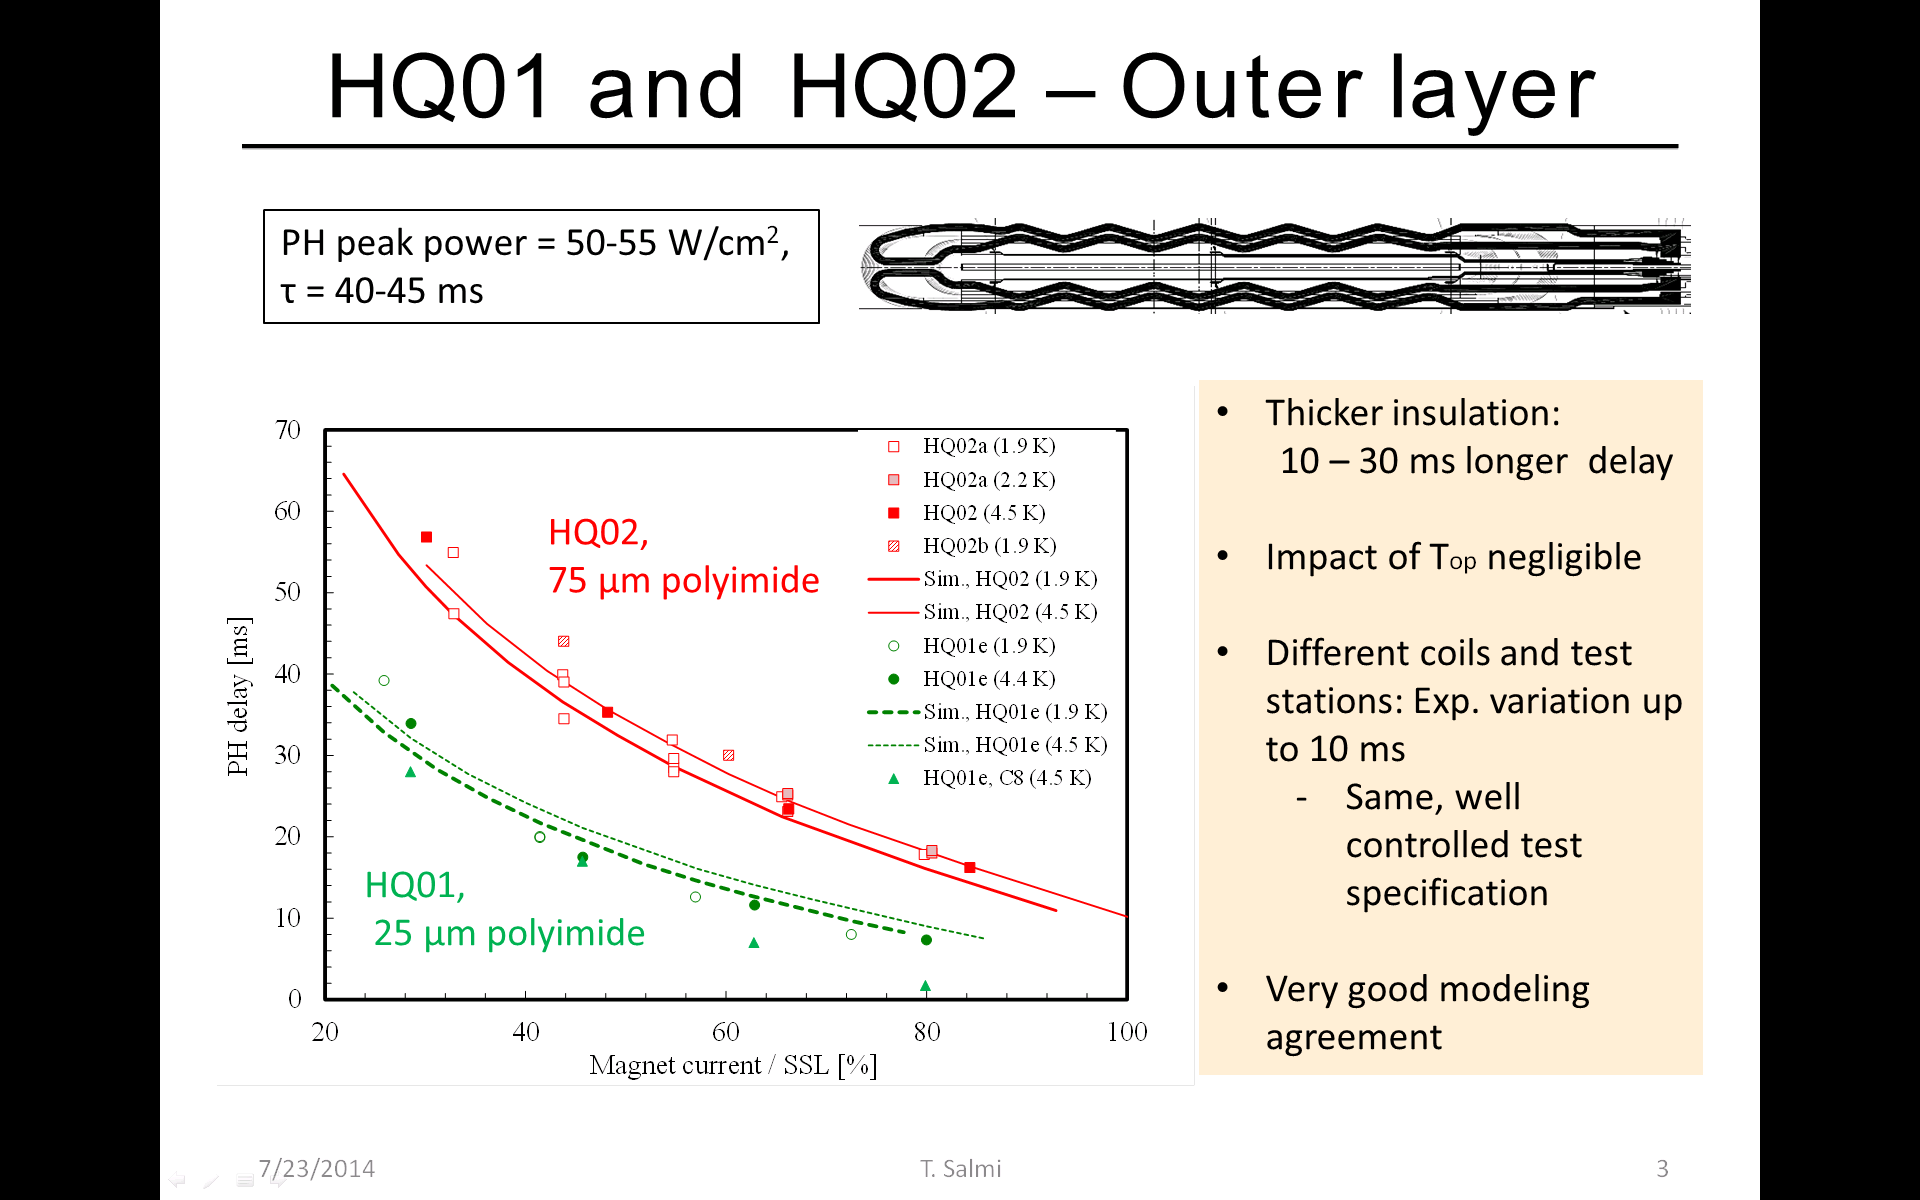 HQ01 and HQ02 – Outer layer
PH peak power = 50-55 W/cm²,
τ = 40-45 ms
70
60
50
40
30
20
10
0
20
40
60
80
100
PH delay [ms]
Magnet current / SSL [%]
HQ02,
75 µm polyimide
HQ01,
25 µm polyimide
HQ02a (1.9 K)
HQ02a (2.2 K)
HQ02 (4.5 K)
HQ02b (1.9 K)
Sim., HQ02 (1.9 K)
Sim., HQ02 (4.5 K)
HQ01e (1.9 K)
HQ01e (4.4 K)
Sim., HQ01e (1.9 K)
Sim., HQ01e (4.5 K)
HQ01e, C8 (4.5 K)
• Thicker insulation:
10 – 30 ms longer delay
• Impact of Top negligible
• Different coils and test
stations: Exp. variation up
to 10 ms
- Same, well
controlled test
specification
• Very good modeling
agreement
7/23/2014
T. Salmi
3